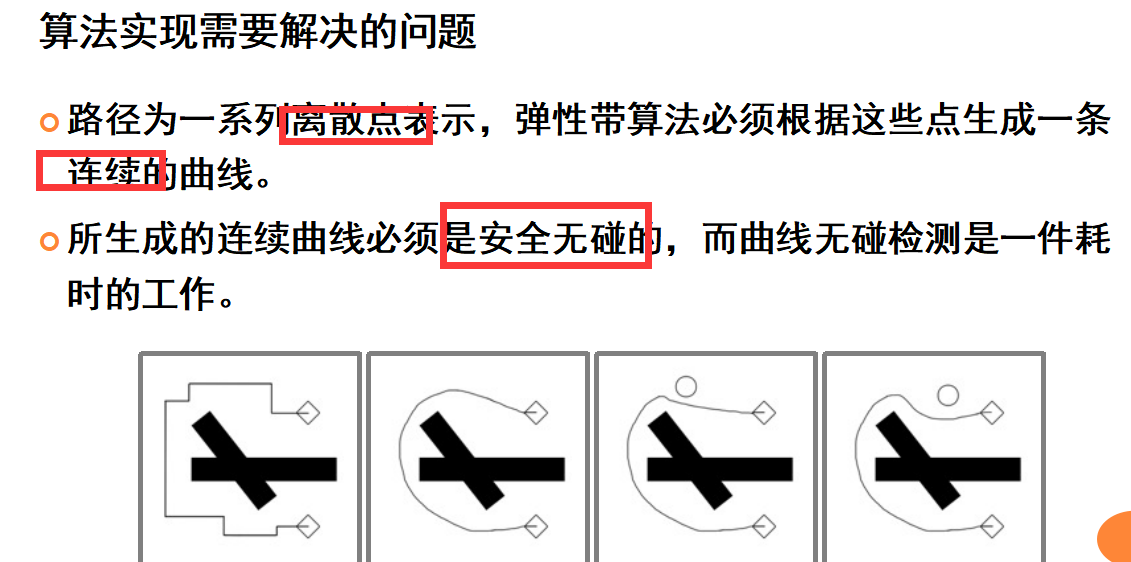 算法实现需要解决的问题
路径为一系列离散点表示，弹性带算法必须根据这些点生成一条
连续的曲线。
所生成的连续曲线必须是安全无碰的，而曲线无碰检测是一件耗
时的工作。